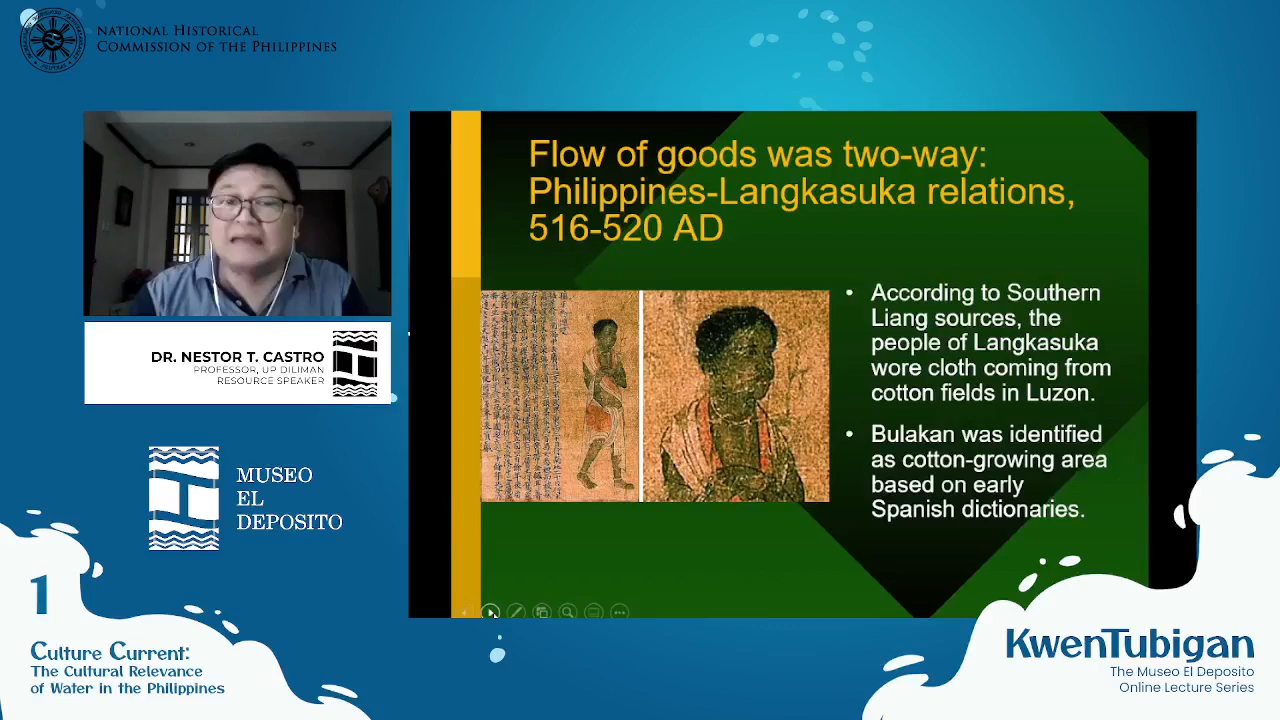 NATIONAL HISTORICAL
COMMISSION OF THE PHILIPPINES
DR. NESTOR T. CASTRO
PROFESSOR, UP DILIMAN
RESOURCE SPEAKER
MUSEO
EL
DEPOSITO
Flow of goods was two-way:
Philippines-Langkasuka relations,
516-520 AD
• According to Southern
Liang sources, the
people of Langkasuka
wore cloth coming from
cotton fields in Luzon.
• Bulakan was identified
as cotton-growing area
based on early
Spanish dictionaries.
1
Culture Current:
The Cultural Relevance
of Water in the Philippines
KwenTubigan
The Museo El Deposito
Online Lecture Series